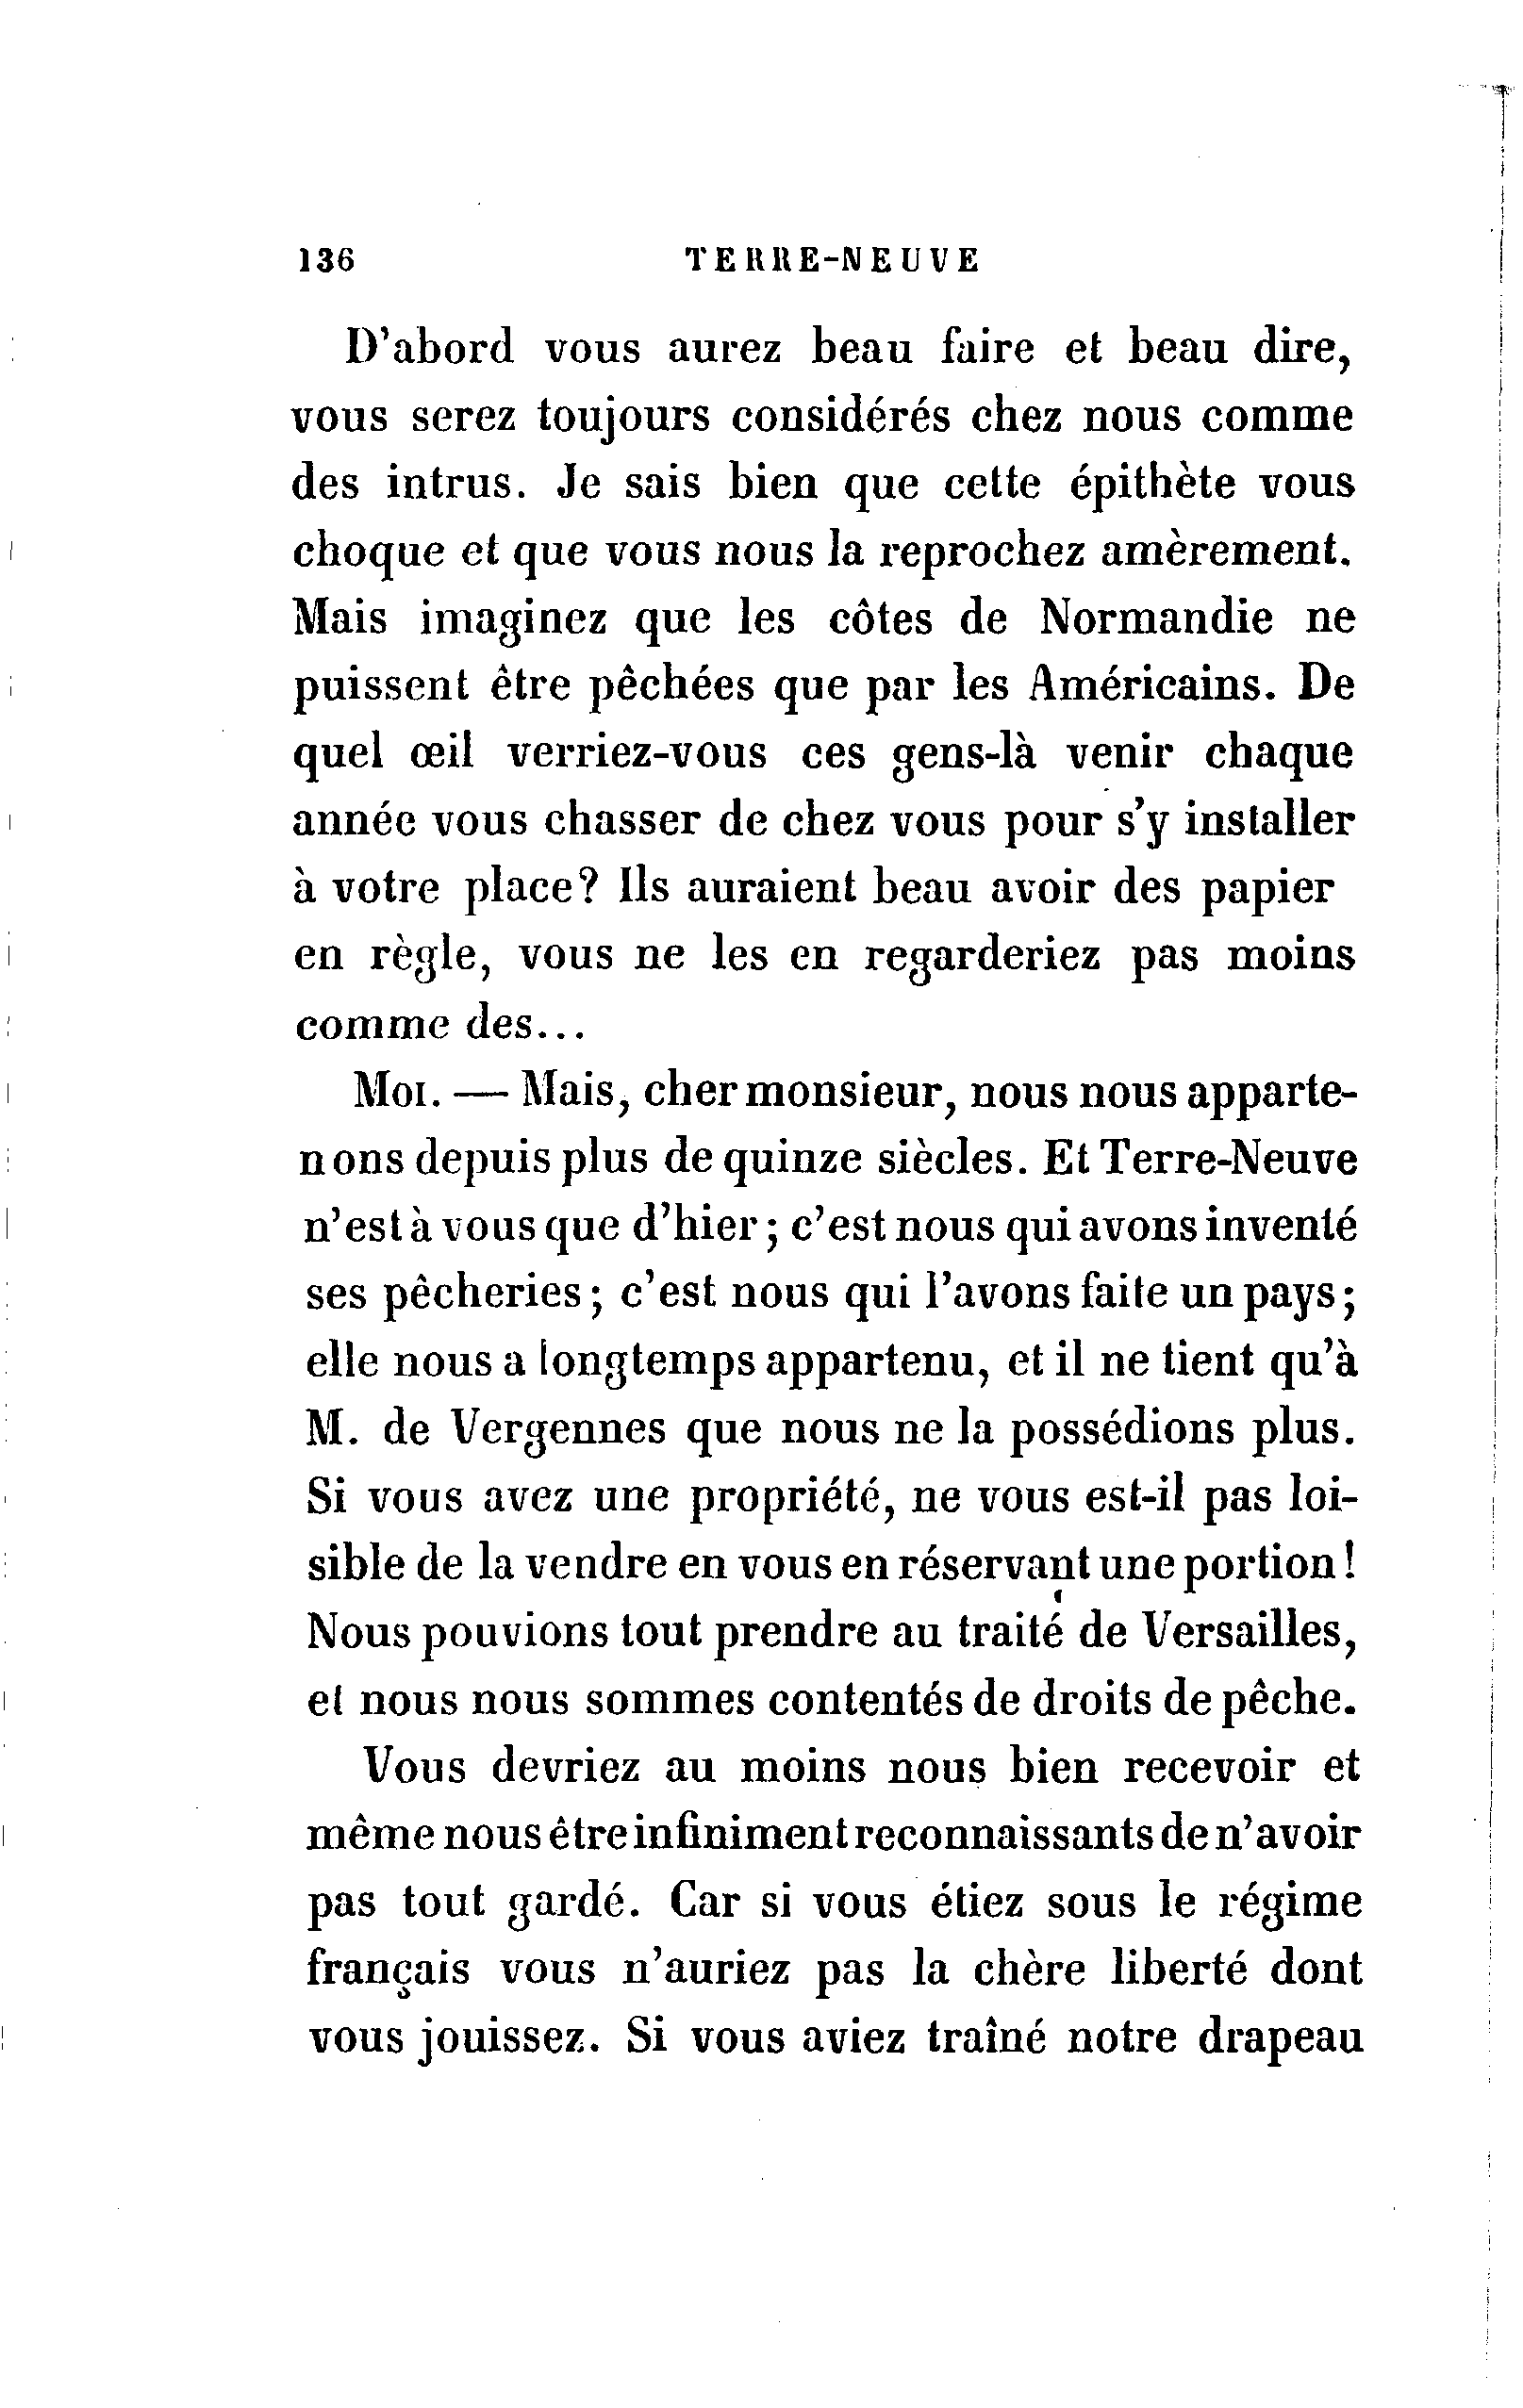 136 TERRE-NEUVE
D'abord vous aurez beau faire et beau dire,
vous serez toujours considérés chez nous comme
des intrus. Je sais bien que cette épithète vous
choque et que vous nous la reprochez amèrement.
Mais imaginez que les côtes de Normandie ne
puissent être pêchées que par les Américains. De
quel œil verriez-vous ces gens-là venir chaque
année vous chasser de chez vous pour s'y installer
à votre place? Ils auraient beau avoir des papier
en règle, vous ne les en regarderiez pas moins
comme des...
MOI. — Mais, cher monsieur, nous nous apparte-
nons depuis plus de quinze siècles. Et Terre-Neuve
n'est à vous que d'hier; c'est nous qui avons inventé
ses pêcheries; c'est nous qui l'avons faite un pays;
elle nous a longtemps appartenu, et il ne tient qu'à
M. de Vergennes que nous ne la possédions plus.
Si vous avez une propriété, ne vous est-il pas loi-
sible de la vendre en vous en réservant une portion!
Nous pouvions tout prendre au traité de Versailles,
et nous nous sommes contentés de droits de pêche.
Vous devriez au moins nous bien recevoir et
même nous être infiniment reconnaissants de n'avoir
pas tout gardé. Car si vous étiez sous le régime
français vous n'auriez pas la chère liberté dont
vous jouissez. Si vous aviez traîné notre drapeau